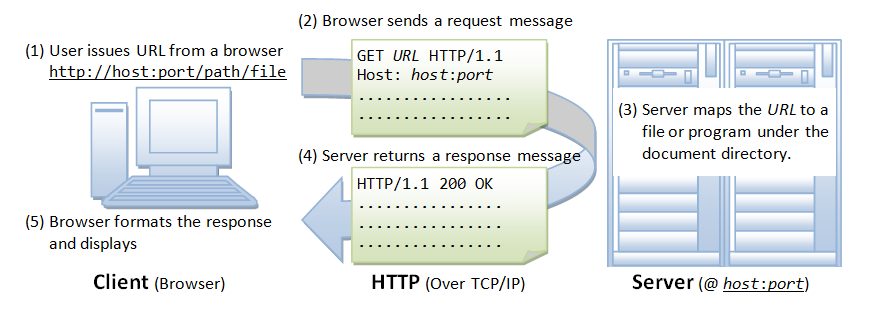 (1) User issues URL from a browser
http://host:port/path/file
(2) Browser sends a request message
GET URL HTTP/1.1
Host: host:port
.................
.................
(3) Server maps the URL to a
file or program under the
document directory.
(4) Server returns a response message
HTTP/1.1 200 OK
................
................
................
(5) Browser formats the response
and displays
Client (Browser)
HTTP (Over TCP/IP)
Server (@ host:port)